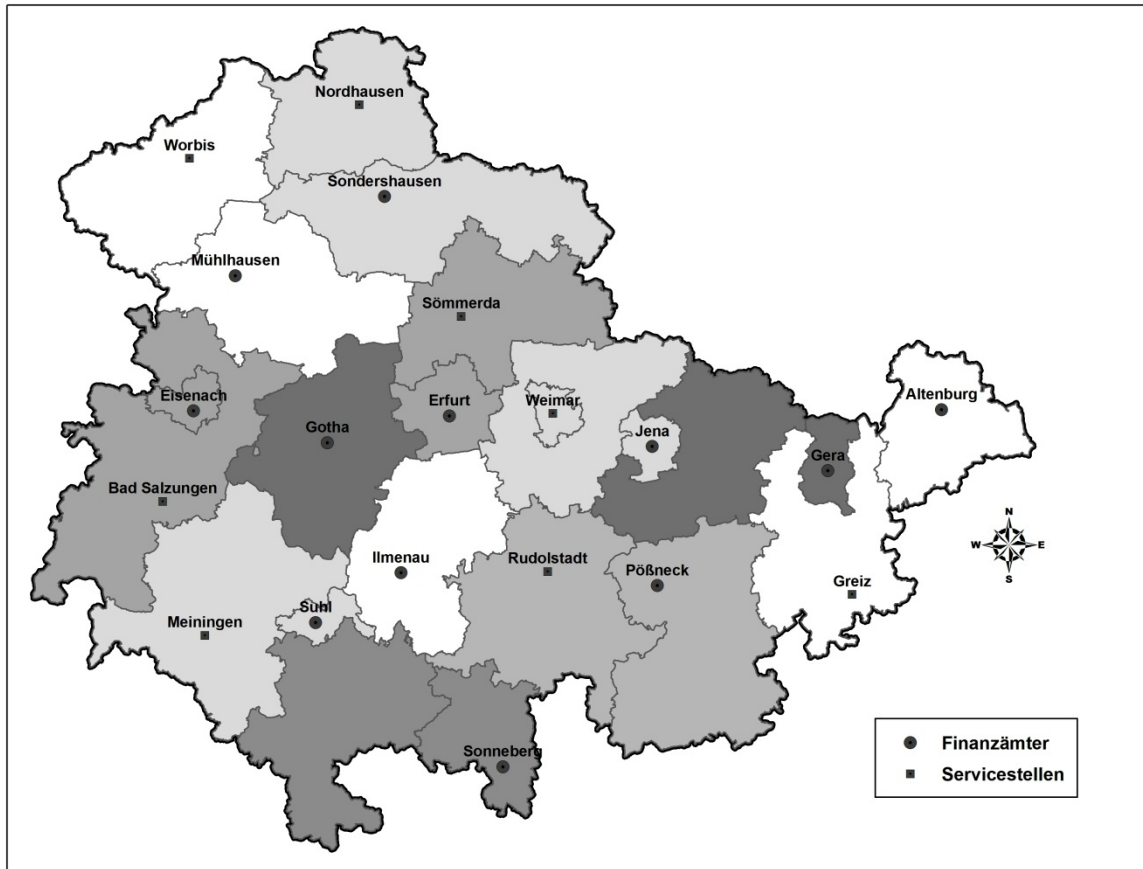 Nordhausen
Worbis
Sondershausen
Mühlhausen
Sömmerda
Eisenach
Erfurt
Weimar
Altenburg
Gotha
Jena
Gera
Bad Salzungen
N
W E
S
Ilmenau
Rudolstadt
Pößneck
Greiz
Suhl
Meiningen
Sonneberg
Finanzämter
Servicestellen